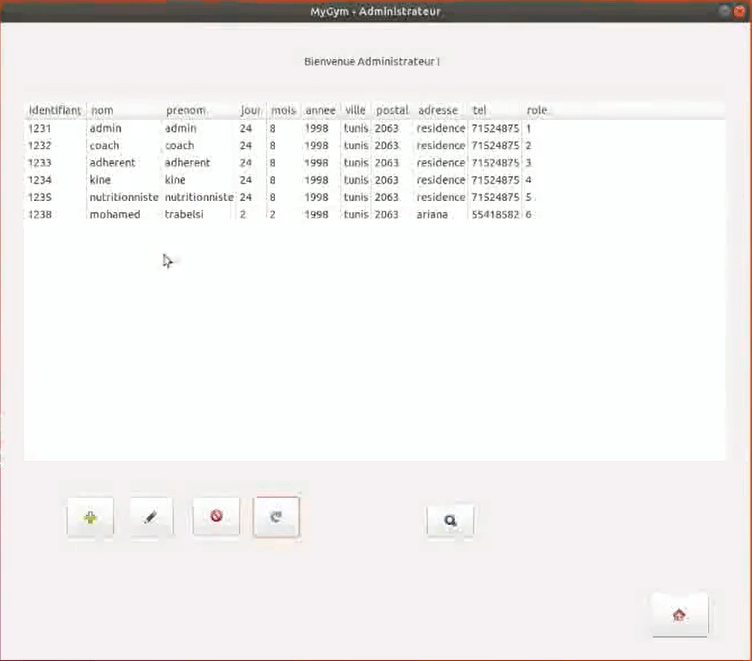 MyGym - Administrateur
Bienvenue Administrateur !
identifiant nom prenom jour mois annee ville postal adresse tel role
1231 admin admin 24 8 1998 tunis 2063 residence 71524875 1
1232 coach coach 24 8 1998 tunis 2063 residence 71524875 2
1233 adherent adherent 24 8 1998 tunis 2063 residence 71524875 3
1234 kine kine 24 8 1998 tunis 2063 residence 71524875 4
1235 nutritionniste nutritionniste 24 8 1998 tunis 2063 residence 71524875 5
1238 mohamed trabelsi 2 2 1998 tunis 2063 ariana 55418582 6